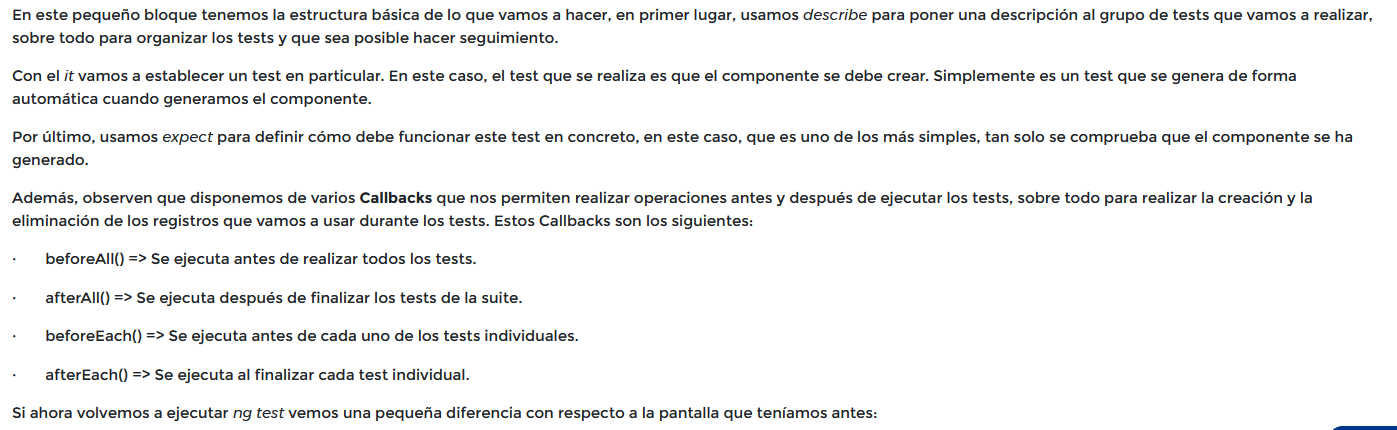 En este pequeño bloque tenemos la estructura básica de lo que vamos a hacer, en primer lugar, usamos describe para poner una descripción al grupo de tests que vamos a realizar,
sobre todo para organizar los tests y que sea posible hacer seguimiento.
Con el it vamos a establecer un test en particular. En este caso, el test que se realiza es que el componente se debe crear. Simplemente es un test que se genera de forma
automática cuando generamos el componente.
Por último, usamos expect para definir cómo debe funcionar este test en concreto, en este caso, que es uno de los más simples, tan solo se comprueba que el componente se ha
generado.
Además, observen que disponemos de varios Callbacks que nos permiten realizar operaciones antes y después de ejecutar los tests, sobre todo para realizar la creación y la
eliminación de los registros que vamos a usar durante los tests. Estos Callbacks son los siguientes:
· beforeAll() => Se ejecuta antes de realizar todos los tests.
· afterAll() => Se ejecuta después de finalizar los tests de la suite.
· beforeEach() => Se ejecuta antes de cada uno de los tests individuales.
· afterEach() => Se ejecuta al finalizar cada test individual.
Si ahora volvemos a ejecutar ng test vemos una pequeña diferencia con respecto a la pantalla que teníamos antes: